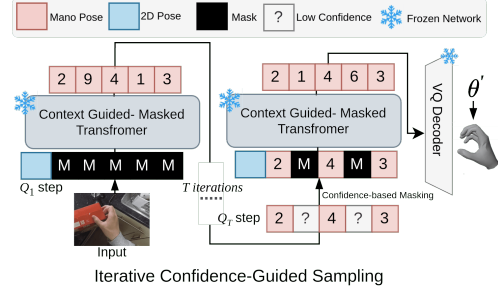 Mano Pose 2D Pose Mask ? Low Confidence Frozen Network
2 9 4 1 3
Context Guided- Masked
Transfromer
M M M M M
Q1 step
Input
T iterations
2 1 4 6 3
Context Guided- Masked
Transfromer
2 M 4 M 3
Confidence-based Masking
QT step
2 ? 4 ? 3
VQ Decoder
θ'
Iterative Confidence-Guided Sampling